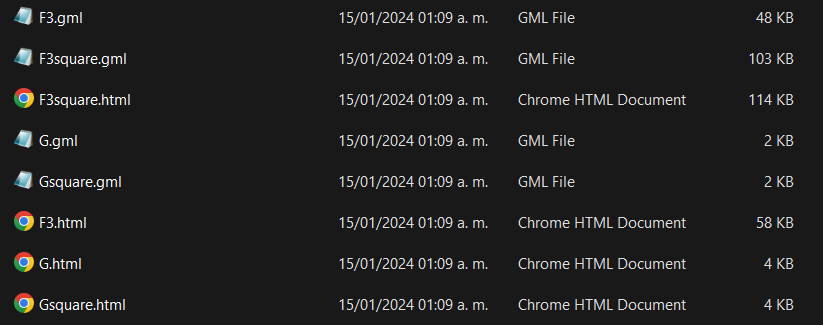 F3.gml 15/01/2024 01:09 a. m. GML File 48 KB
F3square.gml 15/01/2024 01:09 a. m. GML File 103 KB
F3square.html 15/01/2024 01:09 a. m. Chrome HTML Document 114 KB
G.gml 15/01/2024 01:09 a. m. GML File 2 KB
Gsquare.gml 15/01/2024 01:09 a. m. GML File 2 KB
F3.html 15/01/2024 01:09 a. m. Chrome HTML Document 58 KB
G.html 15/01/2024 01:09 a. m. Chrome HTML Document 4 KB
Gsquare.html 15/01/2024 01:09 a. m. Chrome HTML Document 4 KB